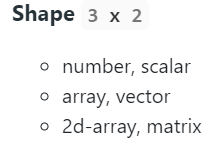 Shape 3 x 2
number, scalar
array, vector
2d-array, matrix